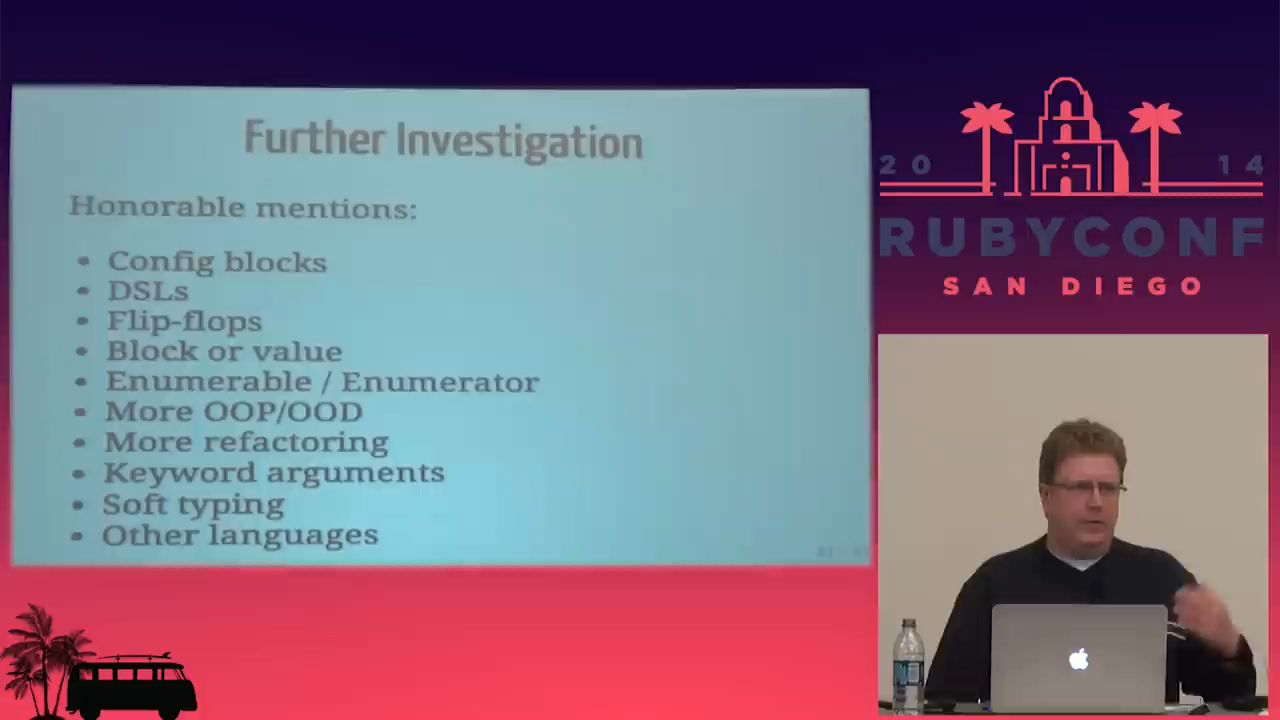 Further Investigation
Honorable mentions:
• Config blocks
• DSLs
• Flip-flops
• Block or value
• Enumerable / Enumerator
• More OOP/OOD
• More refactoring
• Keyword arguments
• Soft typing
• Other languages
20 14
RUBYCONF
SAN DIEGO